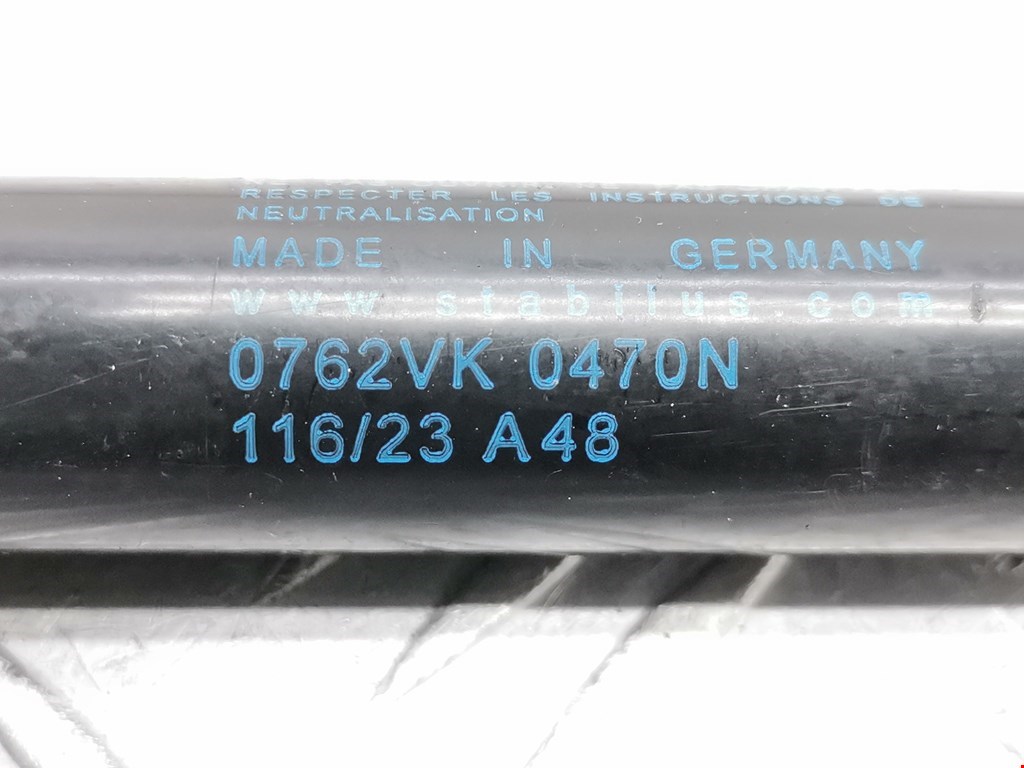 RESPECTER LES INSTRUCTIONS DE
NEUTRALISATION
MADE IN GERMANY
www.stabilus.com
0762VK 0470N
116/23 A48